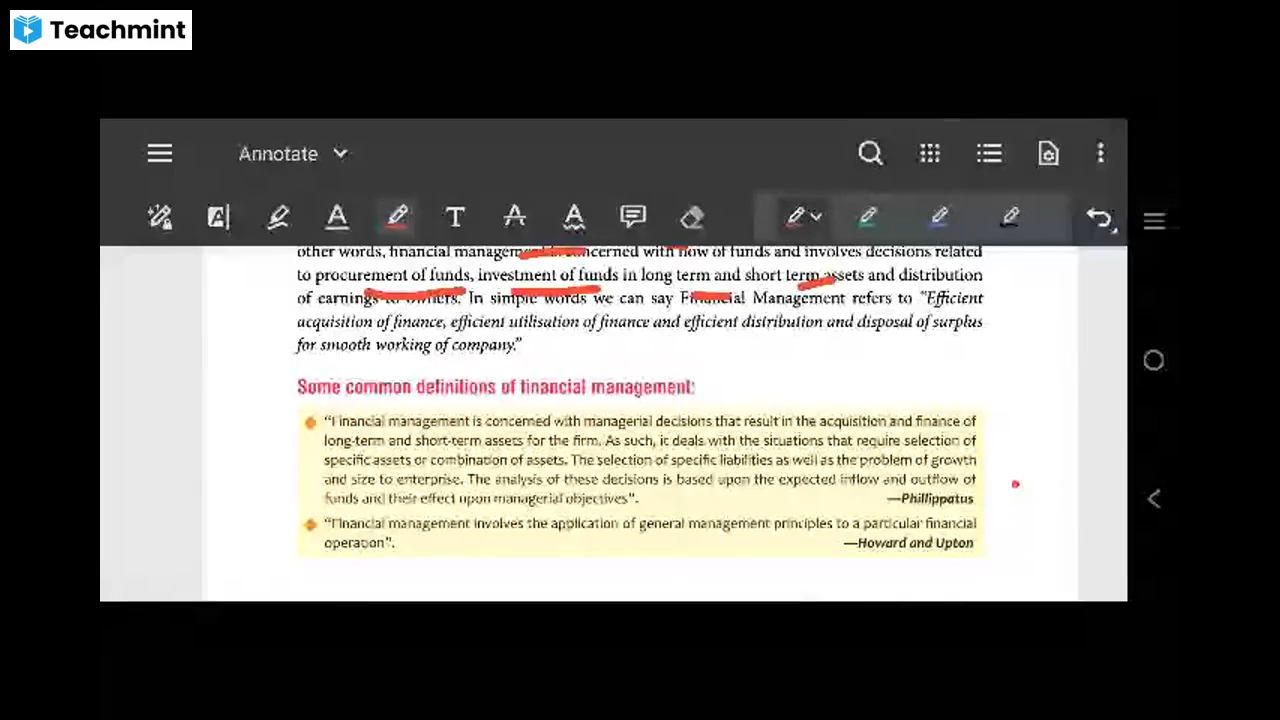 Teachmint
Annotate
other words, financial management is concerned with flow of funds and involves decisions related
to procurement of funds, investment of funds in long term and short term assets and distribution
of earnings to owners. In simple words we can say Financial Management refers to “Efficient
acquisition of finance, efficient utilisation of finance and efficient distribution and disposal of surplus
for smooth working of company.”
Some common definitions of financial management:
“Financial management is concerned with managerial decisions that result in the acquisition and finance of
long-term and short-term assets for the firm. As such, it deals with the situations that require selection of
specific assets or combination of assets. The selection of specific liabilities as well as the problem of growth
and size to enterprise. The analysis of these decisions is based upon the expected inflow and outflow of
funds and their effect upon managerial objectives”. —Phillippatus
“Financial management involves the application of general management principles to a particular financial
operation”. —Howard and Upton